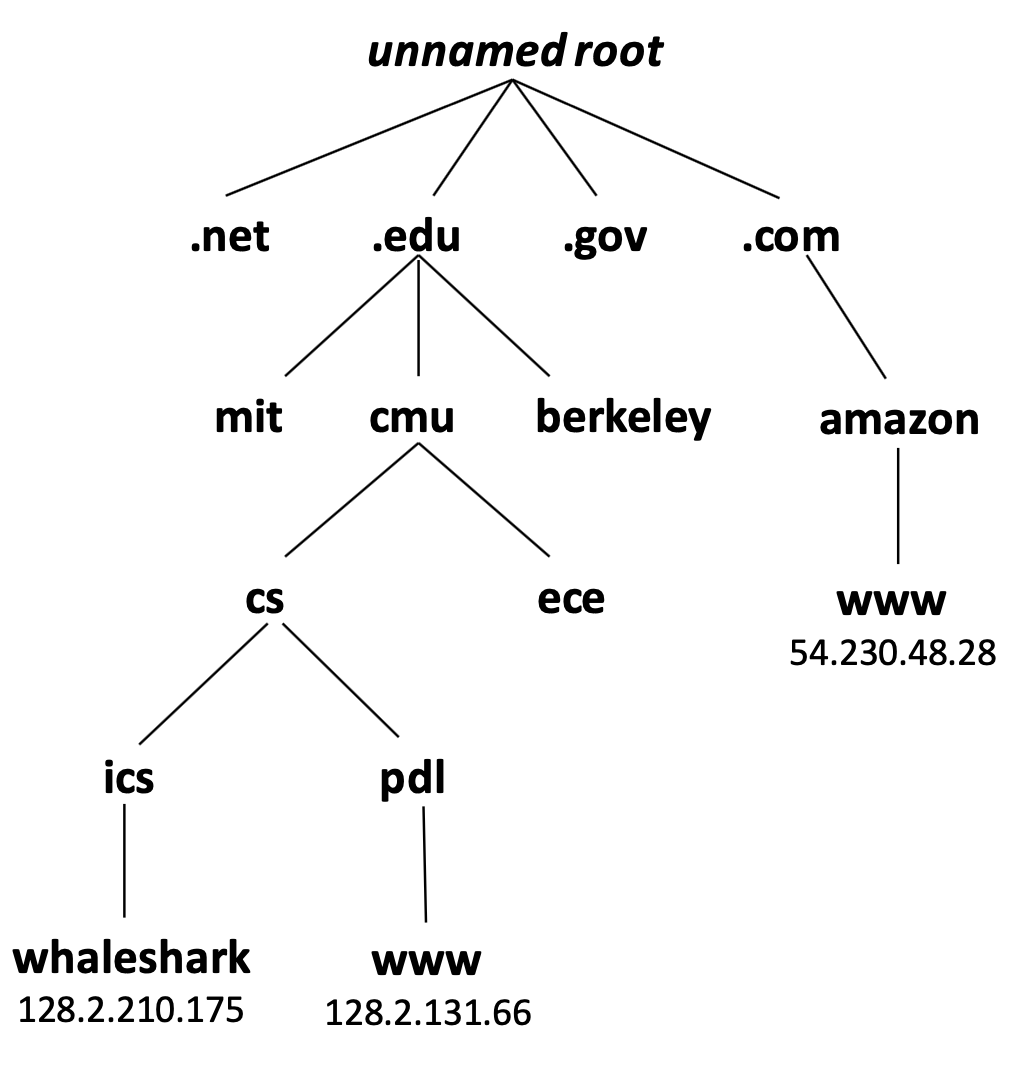 unnamed root
.net .edu .gov .com
mit cmu berkeley amazon
cs ece www
54.230.48.28
ics pdl
whaleshark www
128.2.210.175 128.2.131.66